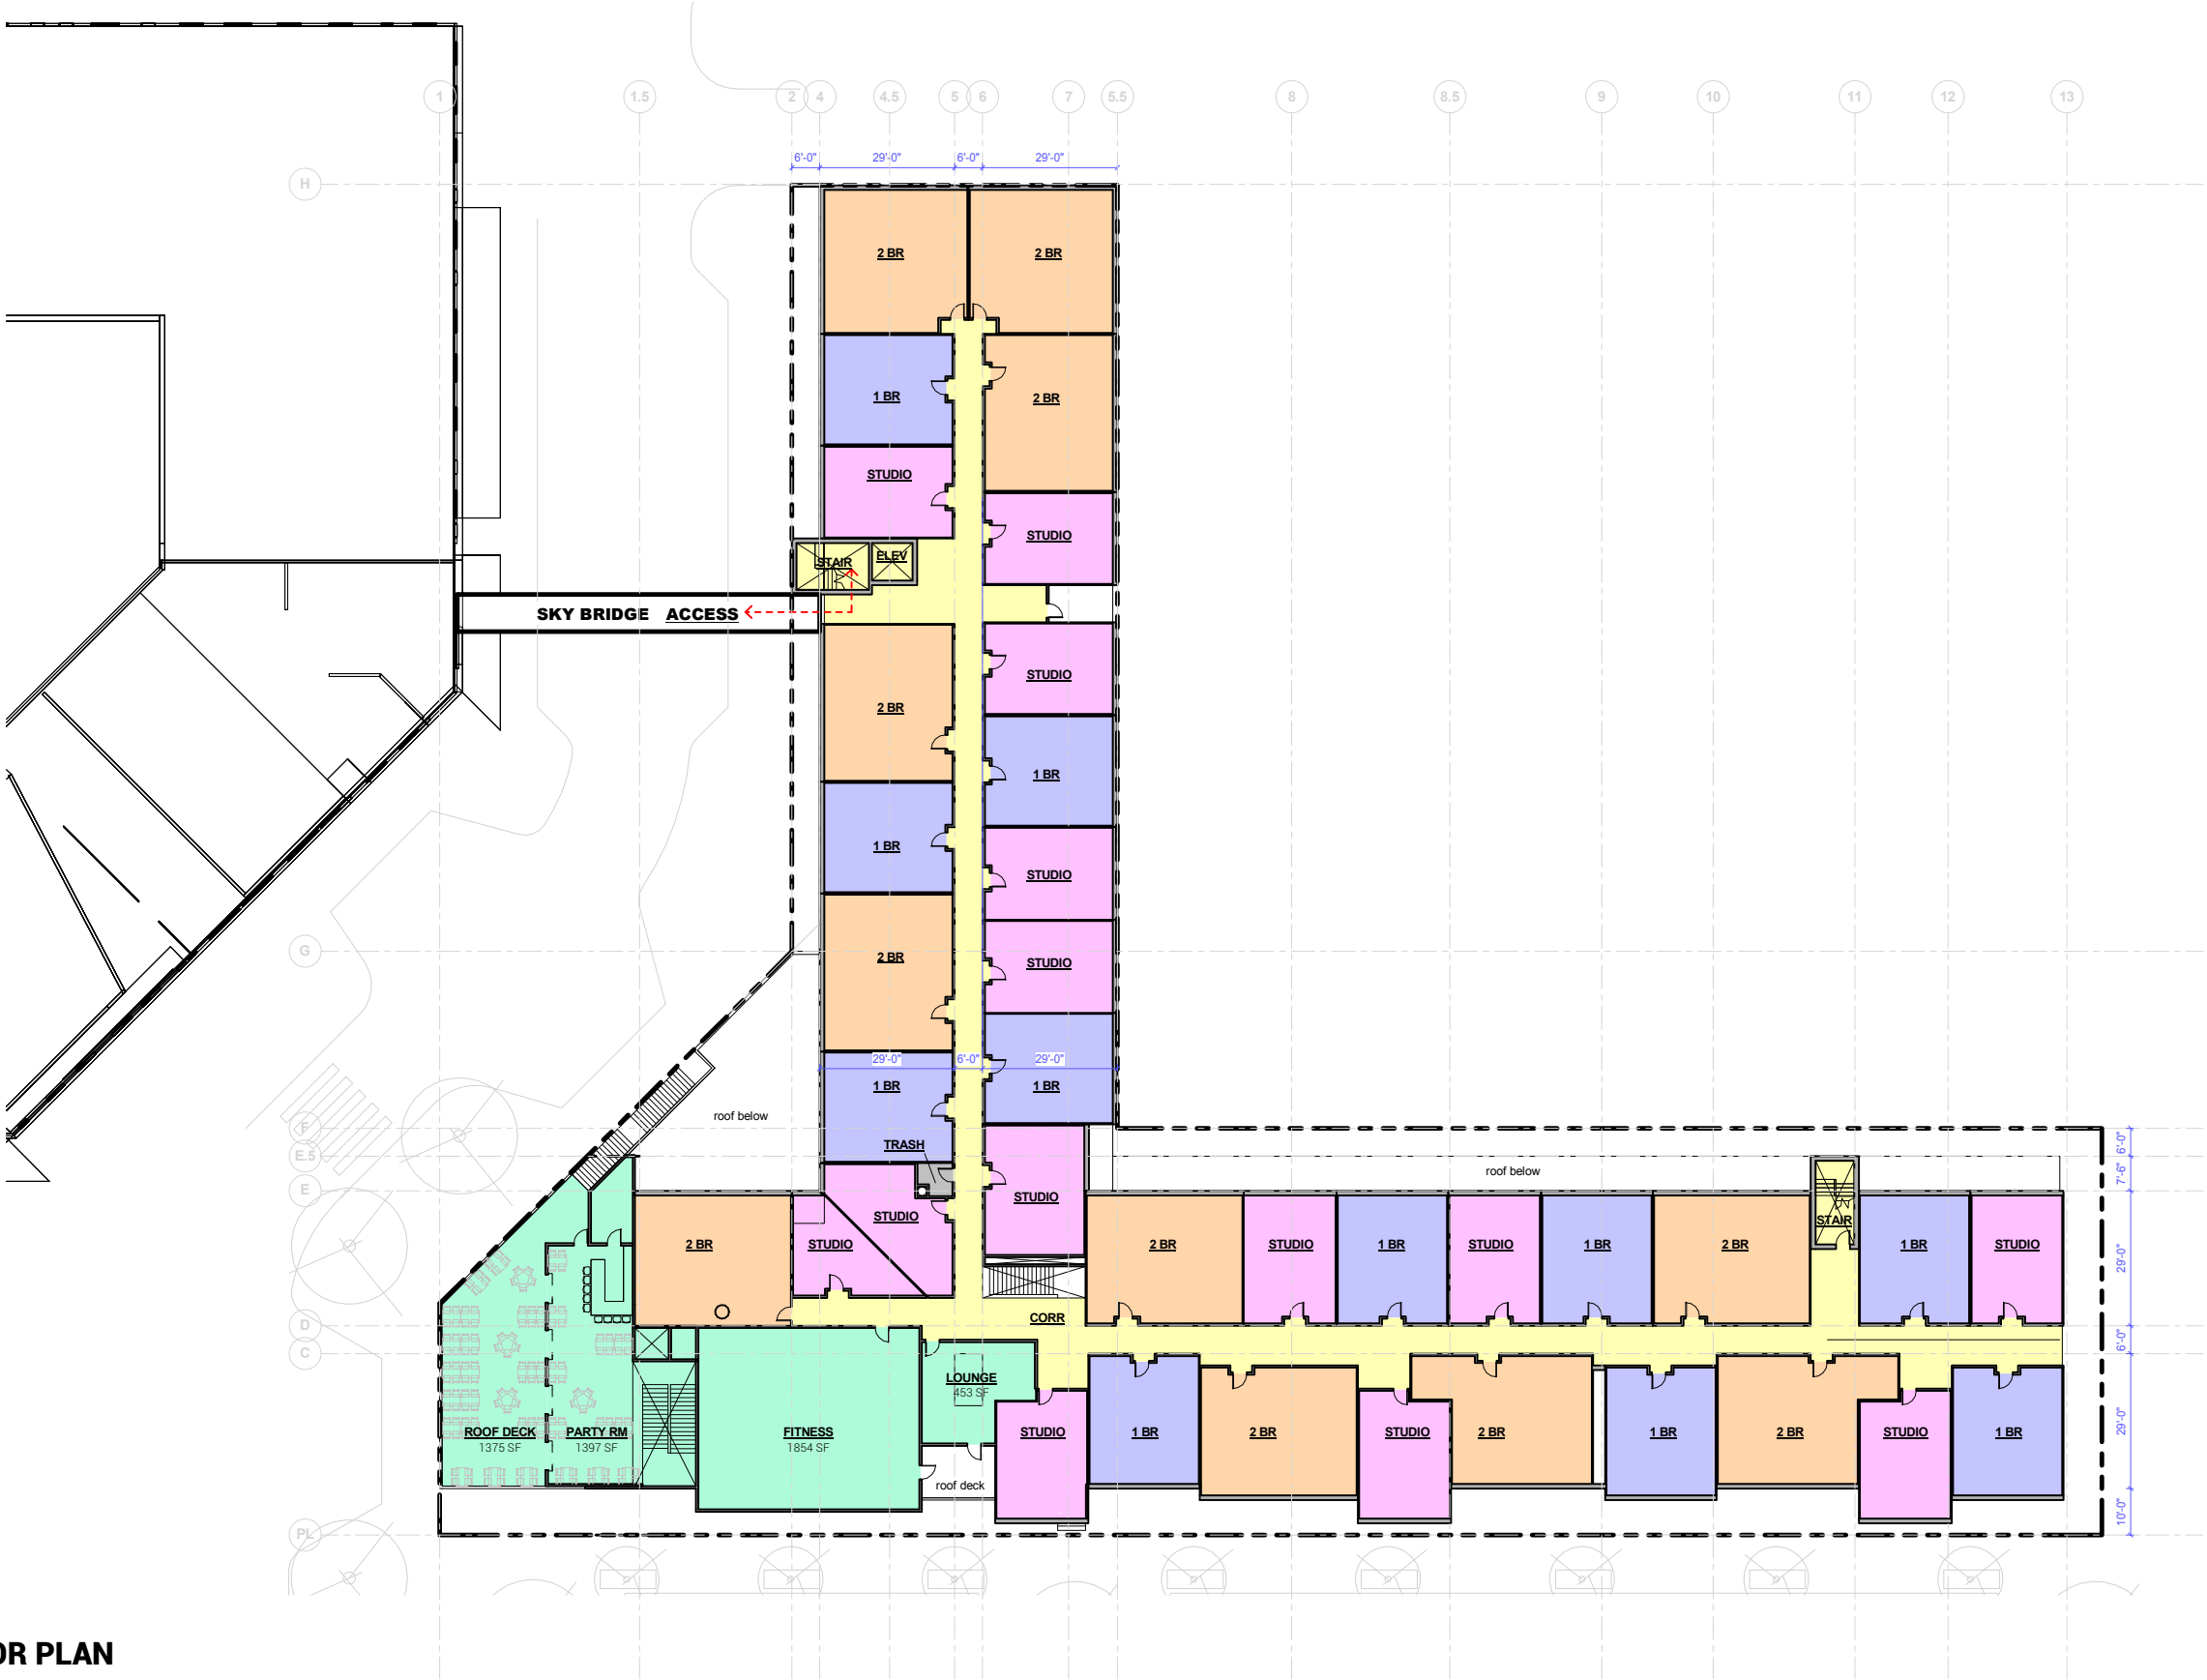 1
1.5
2
4
4.5
5
6
7
5.5
8
8.5
9
10
11
12
13
6'-0"
29'-0"
6'-0"
29'-0"
H
2 BR
2 BR
1 BR
2 BR
STUDIO
STUDIO
STAIR
ELEV
SKY BRIDGE ACCESS
STUDIO
2 BR
1 BR
1 BR
STUDIO
G
2 BR
STUDIO
29'-0"
6'-0"
29'-0"
1 BR
1 BR
roof below
F
TRASH
E.5
6'-0"
roof below
7'-6"
E
STUDIO
STUDIO
STAIR
2 BR
STUDIO
2 BR
STUDIO
1 BR
STUDIO
1 BR
2 BR
1 BR
STUDIO
29'-0"
D
CORR
C
6'-0"
LOUNGE
453 SF
ROOF DECK
1375 SF
PARTY RM
1397 SF
FITNESS
1854 SF
STUDIO
1 BR
2 BR
STUDIO
2 BR
1 BR
2 BR
STUDIO
1 BR
29'-0"
roof deck
10'-0"
PL
OR PLAN